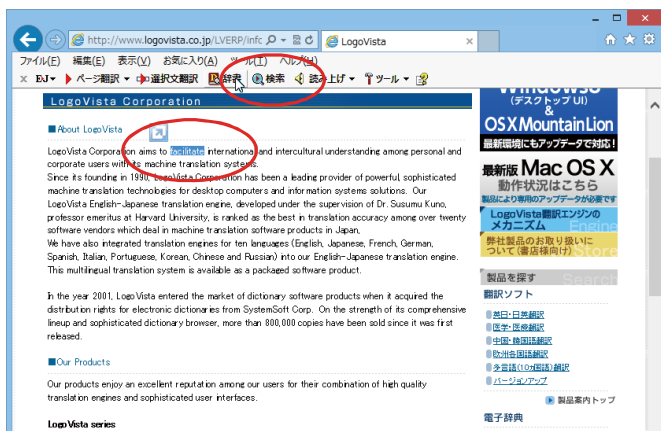 http://www.logovista.co.jp/LVERP/infc
LogoVista
ファイル(F) 編集(E) 表示(V) お気に入り(A) ツール(T) ヘルプ(H)
EJ ページ翻訳 選択文翻訳 辞書 検索 読み上げ ツール
LogoVista Corporation
■About LogoVista
LogoVista Corporation aims to facilitate international and intercultural understanding among personal and
corporate users with its machine translation systems.
Since its founding in 1990, LogoVista Corporation has been a leading provider of powerful, sophisticated
machine translation technologies for desktop computers and information systems solutions. Our
LogoVista English-Japanese translation engine, developed under the supervision of Dr. Susumu Kuno,
professor emeritus at Harvard University, is ranked as the best in translation accuracy among over twenty
software vendors which deal in machine translation software products in Japan.
We have also integrated translation engines for ten languages (English, Japanese, French, German,
Spanish, Italian, Portuguese, Korean, Chinese and Russian) into our English-Japanese translation engine.
This multilingual translation system is available as a packaged software product.
In the year 2001, LogoVista entered the market of dictionary software products when it acquired the
distribution rights for electronic dictionaries from SystemSoft Corp. On the strength of its comprehensive
lineup and sophisticated dictionary browser, more than 800,000 copies have been sold since it was first
released.
■Our Products
Our products enjoy an excellent reputation among our users for their combination of high quality
translation engines and sophisticated user interfaces.
LogoVista series
Windows8
(デスクトップUI)
&
OSX Mountain Lion
最新環境にもアップデータで対応!
最新版 Mac OS X
動作状況はこちら
製品により専用のアップデータが必要です
LogoVista翻訳エンジンの
メカニズム Engine
弊社製品のお取り扱いに
ついて(書店様向け) Store
製品を探す Search
翻訳ソフト
英日・日英翻訳
医学・医療翻訳
中国・韓国語翻訳
欧州各国語翻訳
多言語(10カ国語)翻訳
バージョンアップ
製品案内トップ
電子辞典